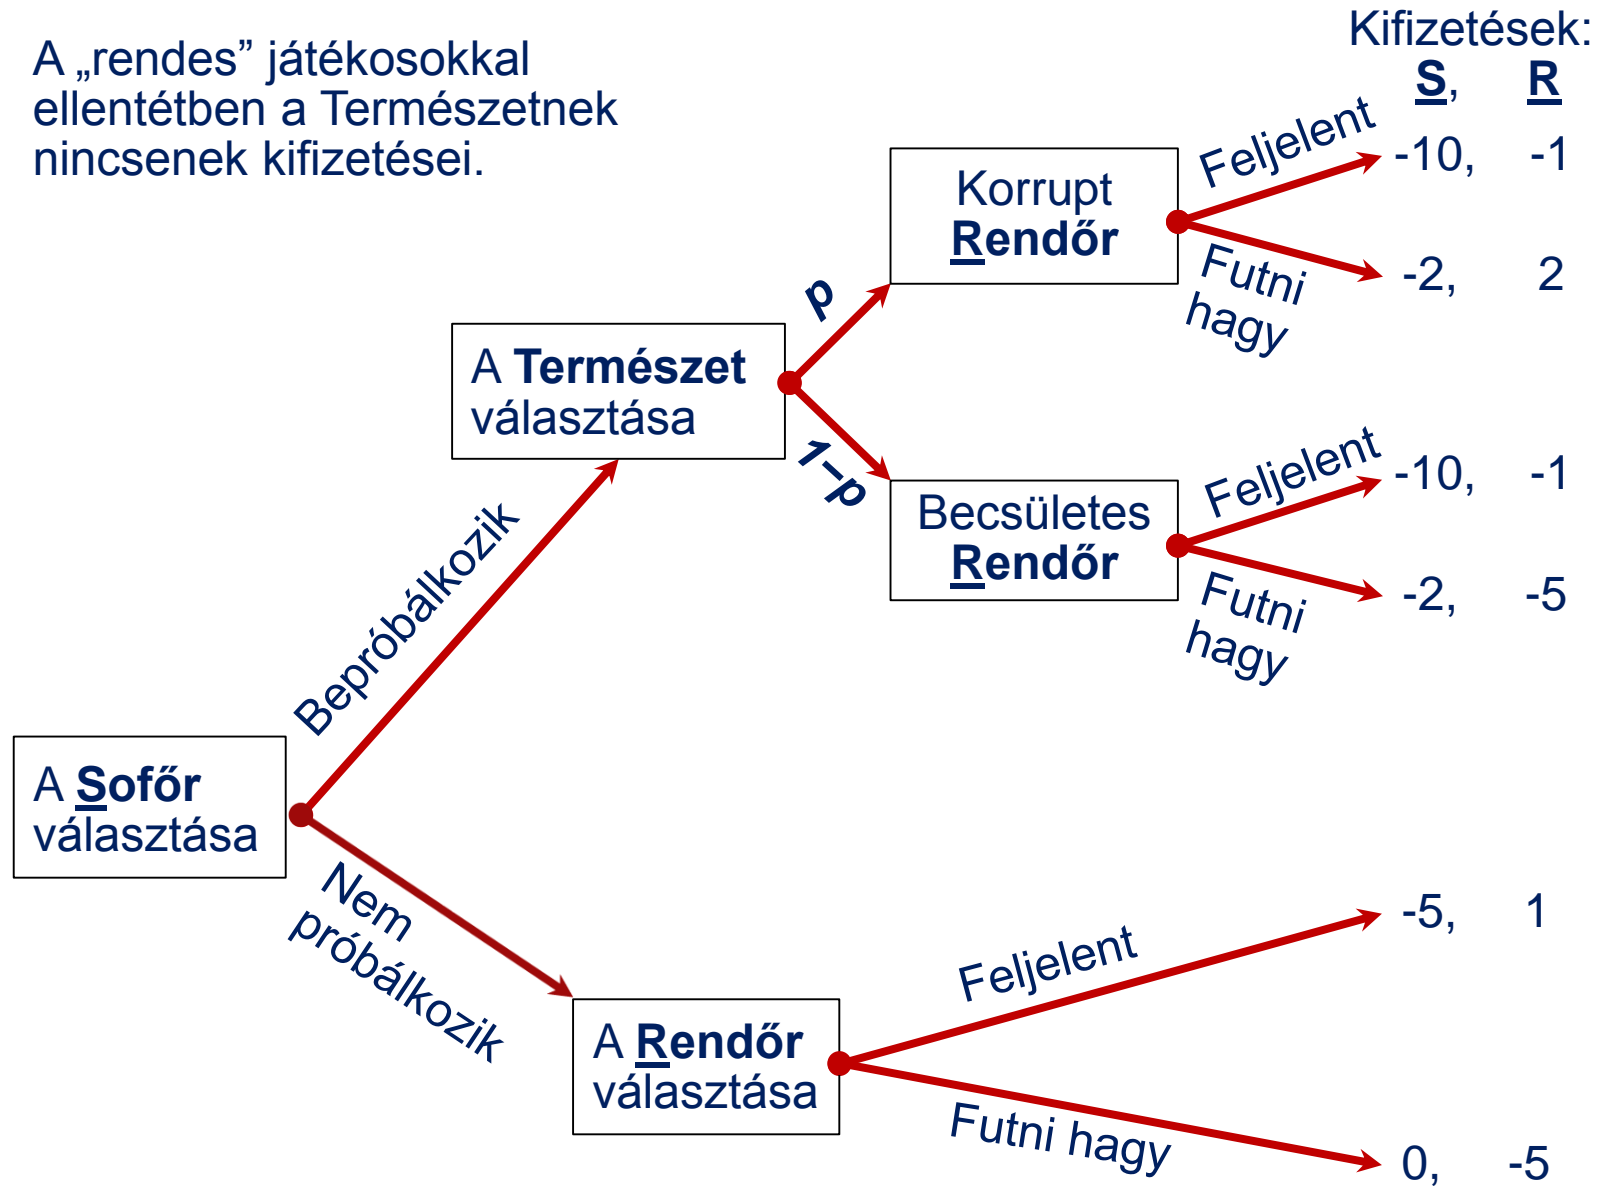 A „rendes” játékosokkal
ellentétben a Természetnek
nincsenek kifizetései.
Kifizetések:
S, R
Korrupt
Rendőr
Feljelent
-10, -1
Futni
hagy
-2, 2
A Természet
választása
p
1-p
Becsületes
Rendőr
Feljelent
-10, -1
Futni
hagy
-2, -5
Bepróbálkozik
A Sofőr
választása
Nem
próbálkozik
A Rendőr
választása
Feljelent
-5, 1
Futni hagy
0, -5